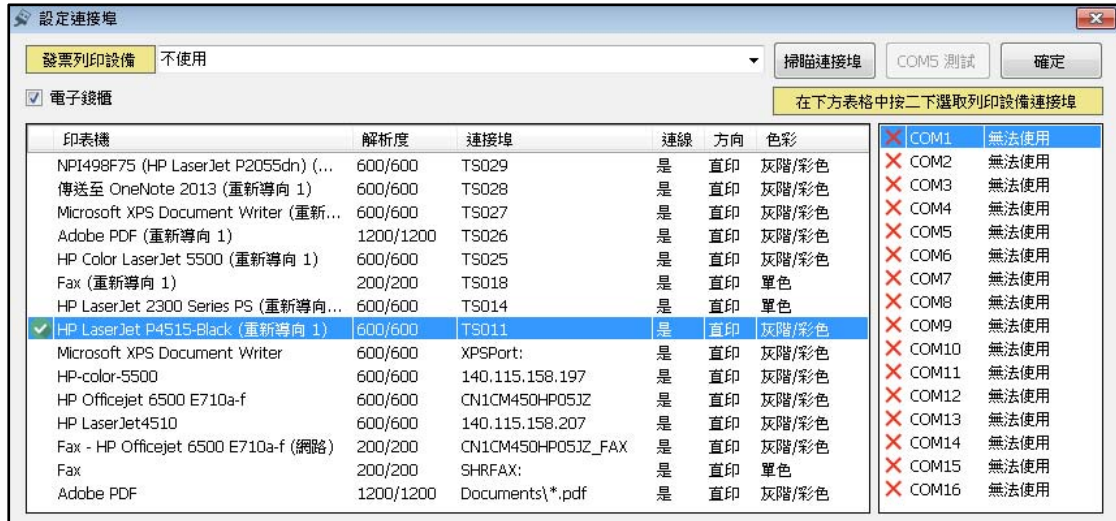 設定連接埠
發票列印設備 不使用 掃瞄連接埠 COM5 測試 確定
電子錢櫃 在下方表格中按二下選取列印設備連接埠
印表機 解析度 連接埠 連線 方向 色彩
NPI498F75 (HP LaserJet P2055dn) (... 600/600 TS029 是 直印 灰階/彩色
傳送至 OneNote 2013 (重新導向 1) 600/600 TS028 是 直印 灰階/彩色
Microsoft XPS Document Writer (重新... 600/600 TS027 是 直印 灰階/彩色
Adobe PDF (重新導向 1) 1200/1200 TS026 是 直印 灰階/彩色
HP Color LaserJet 5500 (重新導向 1) 600/600 TS025 是 直印 灰階/彩色
Fax (重新導向 1) 200/200 TS018 是 直印 單色
HP LaserJet 2300 Series PS (重新導向... 600/600 TS014 是 直印 單色
HP LaserJet P4515-Black (重新導向 1) 600/600 TS011 是 直印 灰階/彩色
Microsoft XPS Document Writer 600/600 XPSPort: 是 直印 灰階/彩色
HP-color-5500 600/600 140.115.158.197 是 直印 灰階/彩色
HP Officejet 6500 E710a-f 600/600 CN1CM450HP05JZ 是 直印 灰階/彩色
HP LaserJet4510 600/600 140.115.158.207 是 直印 灰階/彩色
Fax - HP Officejet 6500 E710a-f (網路) 200/200 CN1CM450HP05JZ_FAX 是 直印 灰階/彩色
Fax 200/200 SHRFAX: 是 直印 單色
Adobe PDF 1200/1200 Documents\*.pdf 是 直印 灰階/彩色
COM1 無法使用
COM2 無法使用
COM3 無法使用
COM4 無法使用
COM5 無法使用
COM6 無法使用
COM7 無法使用
COM8 無法使用
COM9 無法使用
COM10 無法使用
COM11 無法使用
COM12 無法使用
COM13 無法使用
COM14 無法使用
COM15 無法使用
COM16 無法使用